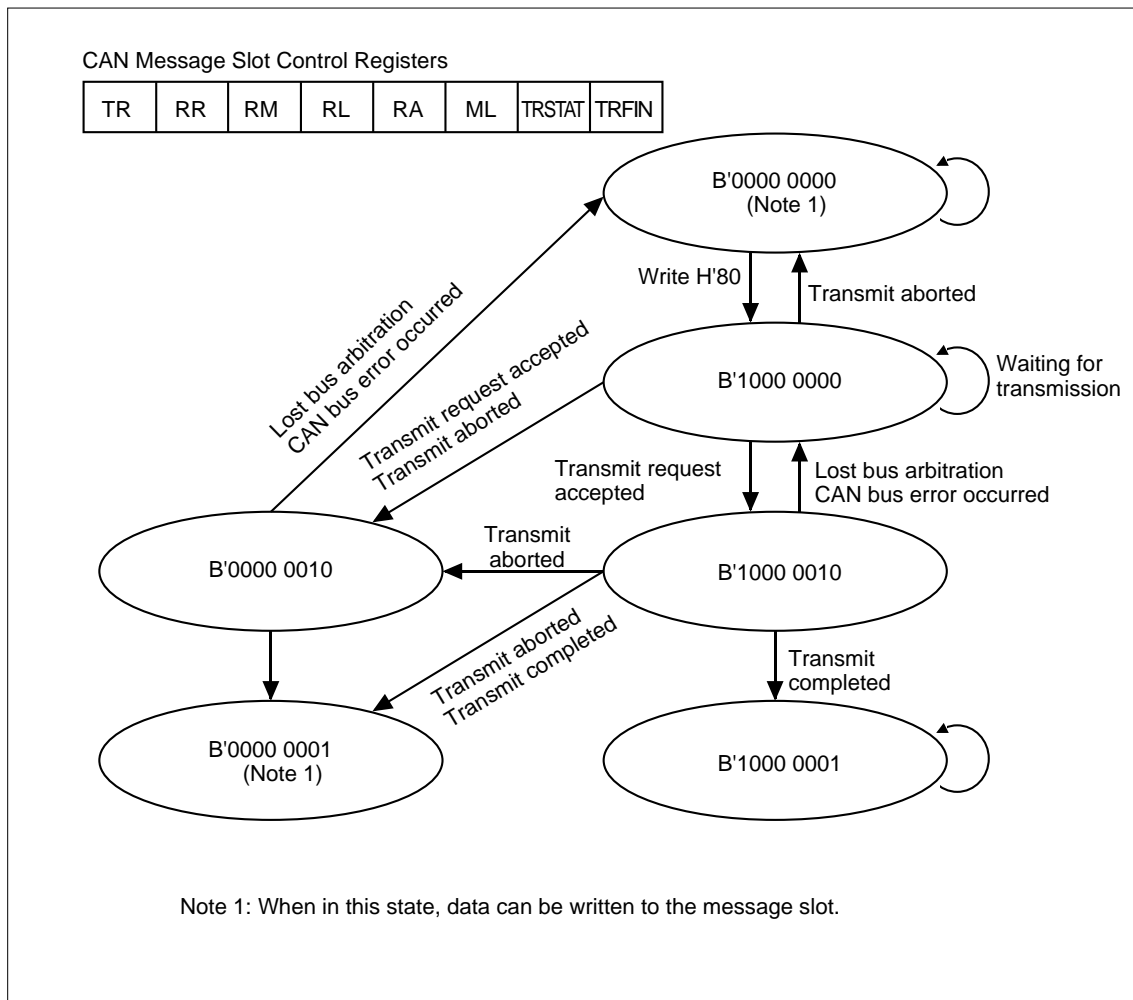 CAN Message Slot Control Registers
TR RR RM RL RA ML TRSTAT TRFIN
B'0000 0000
(Note 1)
Write H'80
Transmit aborted
Lost bus arbitration
CAN bus error occurred
Transmit request accepted
Transmit aborted
B'1000 0000
Waiting for
transmission
Transmit request
accepted
Lost bus arbitration
CAN bus error occurred
B'0000 0010
Transmit
aborted
B'1000 0010
Transmit aborted
Transmit completed
Transmit
completed
B'0000 0001
(Note 1)
B'1000 0001
Note 1: When in this state, data can be written to the message slot.